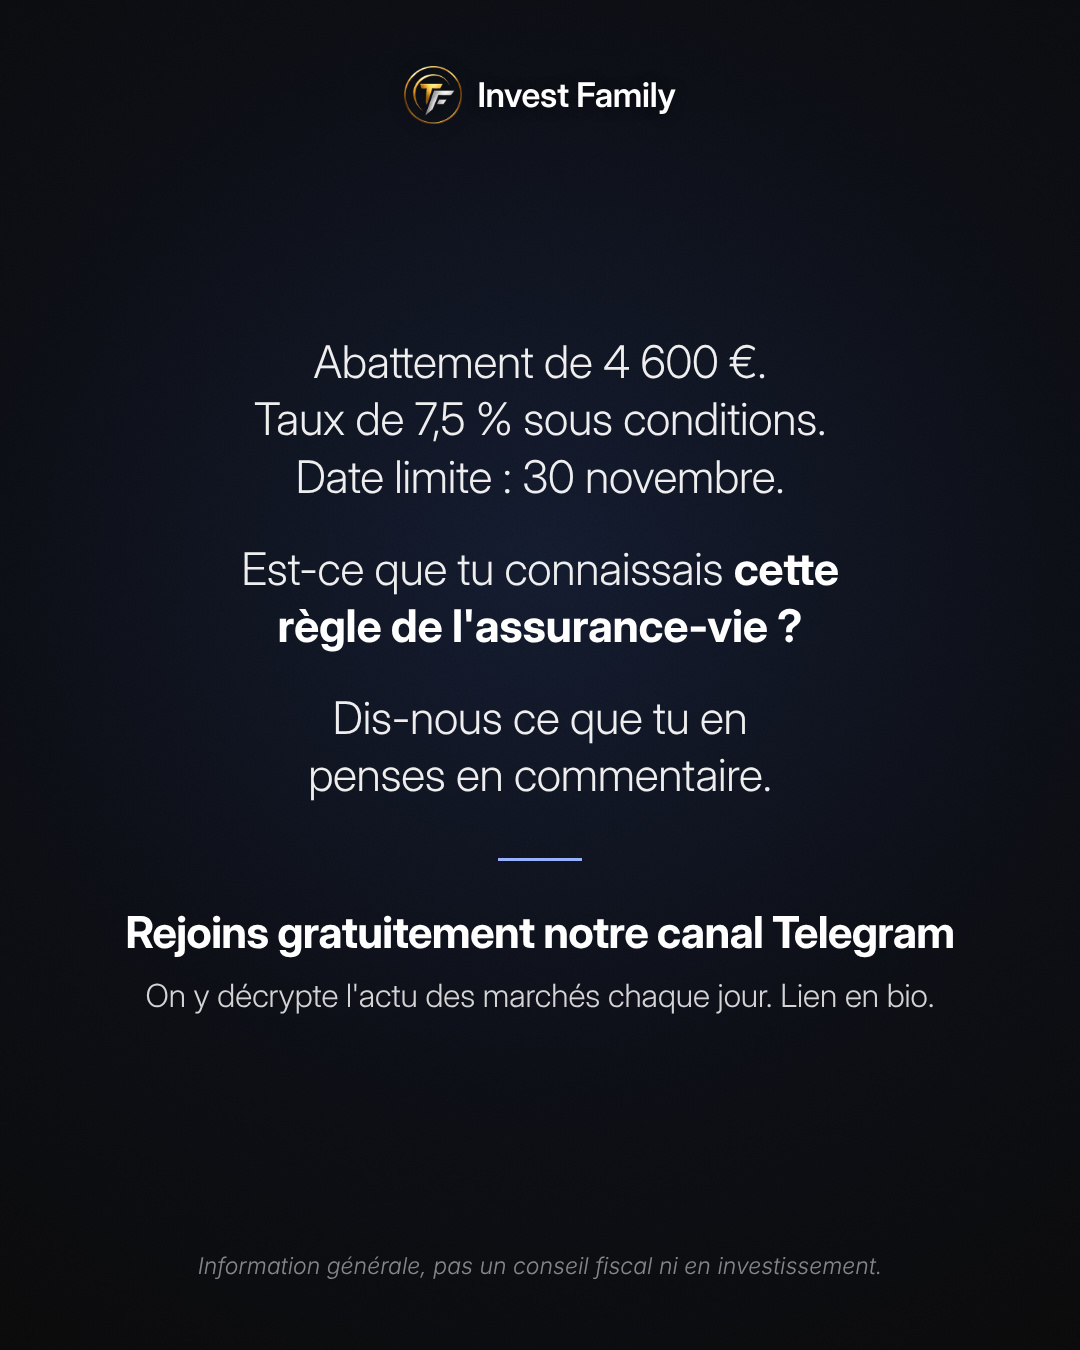 TF Invest Family
Abattement de 4 600 €.
Taux de 7,5 % sous conditions.
Date limite : 30 novembre.
Est-ce que tu connaissais cette
règle de l'assurance-vie ?
Dis-nous ce que tu en
penses en commentaire.
Rejoins gratuitement notre canal Telegram
On y décrypte l'actu des marchés chaque jour. Lien en bio.
Information générale, pas un conseil fiscal ni en investissement.